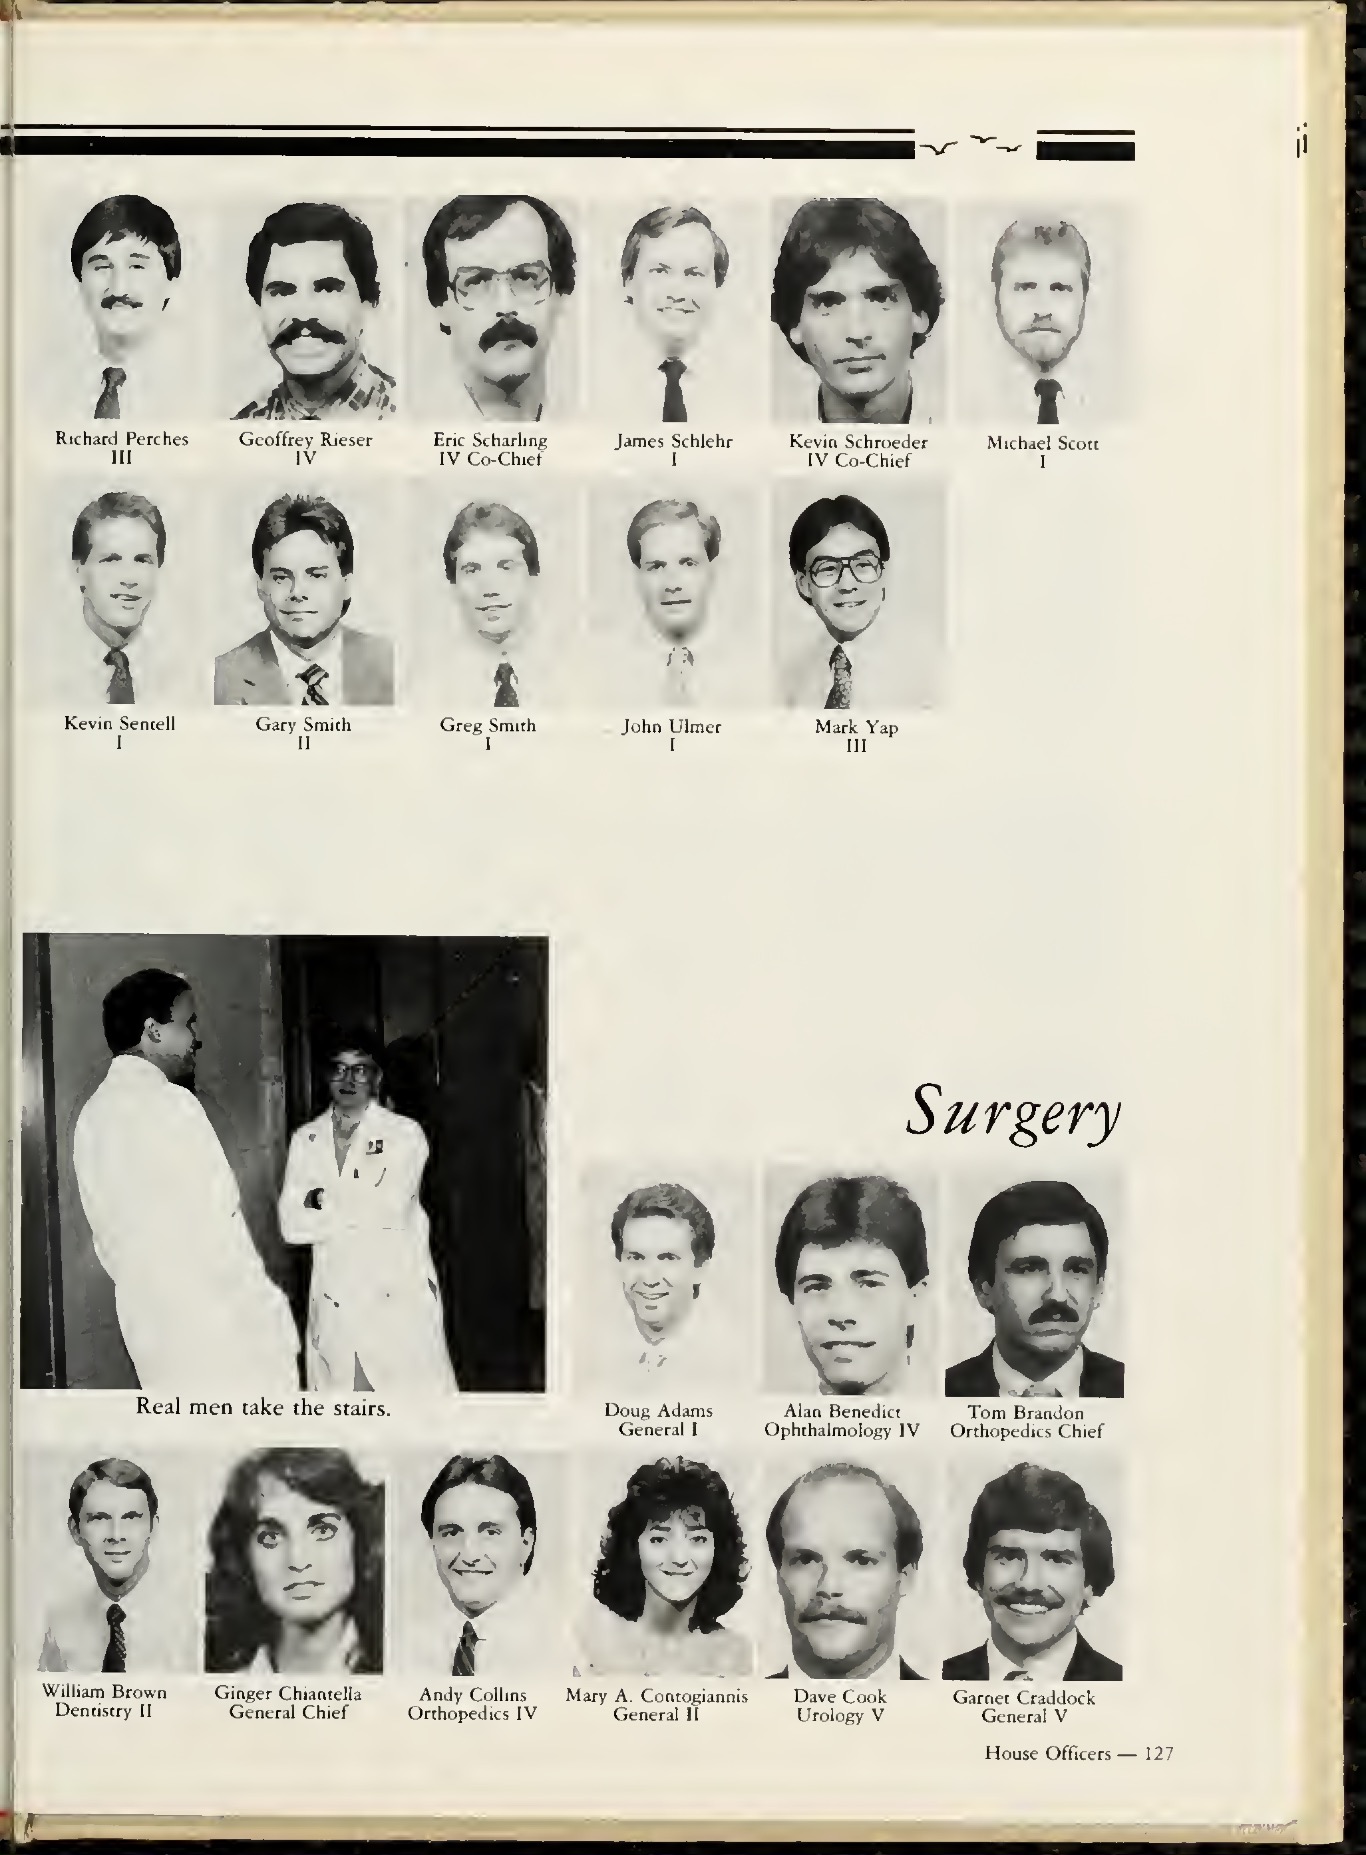 Richard Perches
III
Geoffrey Rieser
IV
Eric Scharling
IV Co-Chief
James Schlehr
I
Kevin Schroeder
IV Co-Chief
Michael Scott
I
Kevin Sentell
I
Gary Smith
II
Greg Smith
I
John Ulmer
I
Mark Yap
III
Real men take the stairs.
Surgery
Doug Adams
General I
Alan Benedict
Ophthalmology IV
Tom Brandon
Orthopedics Chief
William Brown
Dentistry II
Ginger Chiantella
General Chief
Andy Collins
Orthopedics IV
Mary A. Contogiannis
General II
Dave Cook
Urology V
Garnet Craddock
General V
House Officers — 127